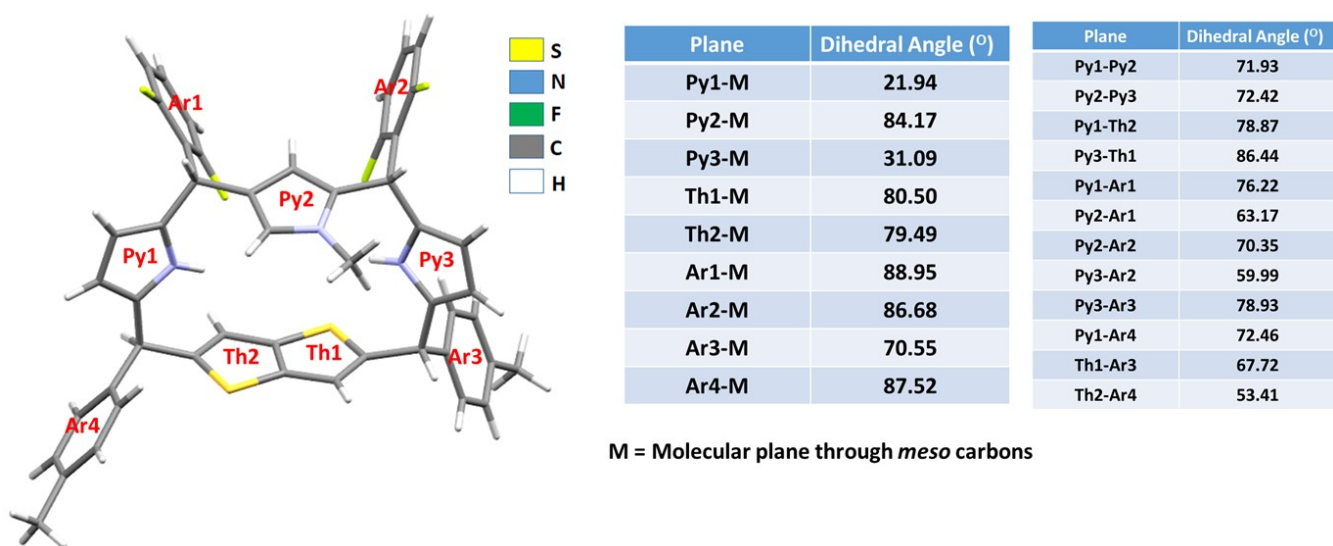 Ar1
Ar2
Py2
Py1
Py3
Th2
Th1
Ar3
Ar4
S
N
F
C
H
Plane Dihedral Angle (⁰)
Py1-M 21.94
Py2-M 84.17
Py3-M 31.09
Th1-M 80.50
Th2-M 79.49
Ar1-M 88.95
Ar2-M 86.68
Ar3-M 70.55
Ar4-M 87.52
Plane Dihedral Angle (⁰)
Py1-Py2 71.93
Py2-Py3 72.42
Py1-Th2 78.87
Py3-Th1 86.44
Py1-Ar1 76.22
Py2-Ar1 63.17
Py2-Ar2 70.35
Py3-Ar2 59.99
Py3-Ar3 78.93
Py1-Ar4 72.46
Th1-Ar3 67.72
Th2-Ar4 53.41
M = Molecular plane through meso carbons